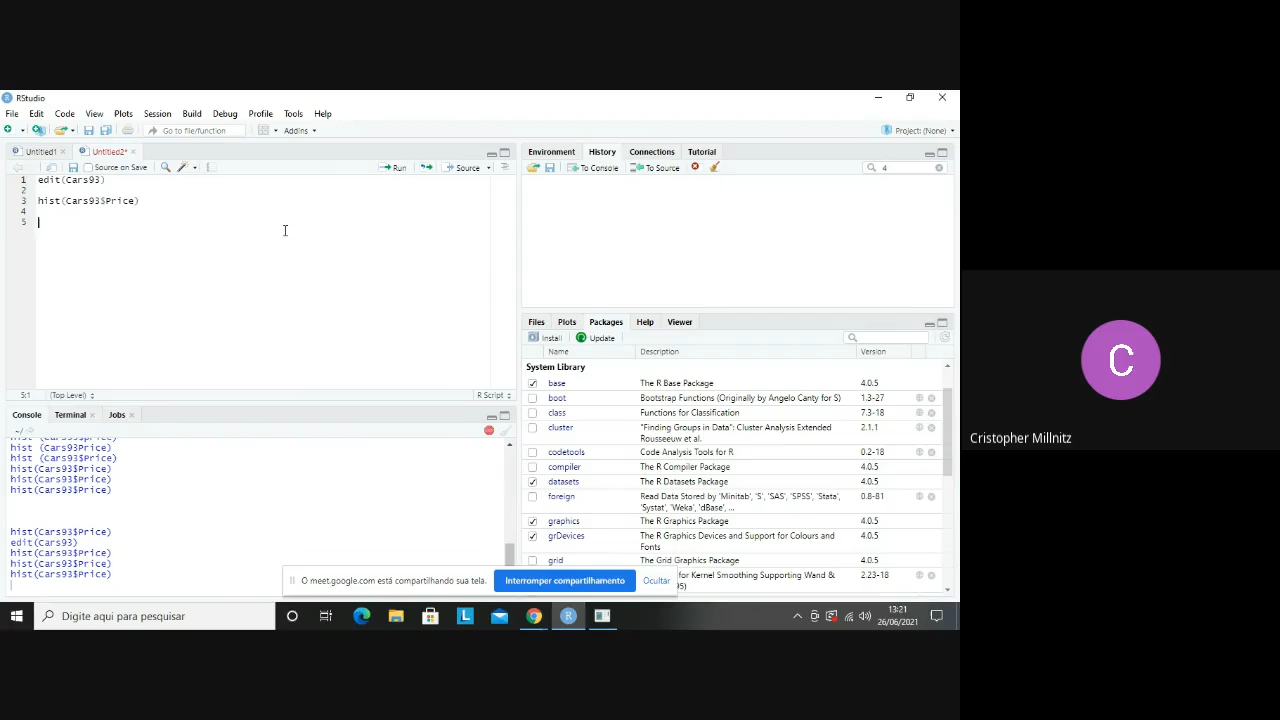 RStudio
File Edit Code View Plots Session Build Debug Profile Tools Help
Go to file/function Addins Project: (None)
Untitled1 Untitled2*
Source on Save Run Source
1 edit(Cars93)
2
3 hist(Cars93$Price)
4
5
5:1 (Top Level) R Script
Console Terminal Jobs
~/
hist (Cars93$Price)
hist (Cars93$Price)
hist(Cars93$Price)
hist(Cars93$Price)
hist(Cars93$Price)
hist(Cars93$Price)
edit(Cars93)
hist(Cars93$Price)
hist(Cars93$Price)
hist(Cars93$Price)
Environment History Connections Tutorial
To Console To Source 4
Files Plots Packages Help Viewer
Install Update
Name Description Version
System Library
base The R Base Package 4.0.5
boot Bootstrap Functions (Originally by Angelo Canty for S) 1.3-27
class Functions for Classification 7.3-18
cluster "Finding Groups in Data": Cluster Analysis Extended 2.1.1
Rousseeuw et al.
codetools Code Analysis Tools for R 0.2-18
compiler The R Compiler Package 4.0.5
datasets The R Datasets Package 4.0.5
foreign Read Data Stored by 'Minitab', 'S', 'SAS', 'SPSS', 'Stata', 0.8-81
'Systat', 'Weka', 'dBase', ...
graphics The R Graphics Package 4.0.5
grDevices The R Graphics Devices and Support for Colours and 4.0.5
Fonts
grid The Grid Graphics Package 4.0.5
for Kernel Smoothing Supporting Wand & 2.23-18
O meet.google.com está compartilhando sua tela. Interromper compartilhamento Ocultar
Digite aqui para pesquisar
13:21
26/06/2021
C
Cristopher Millnitz